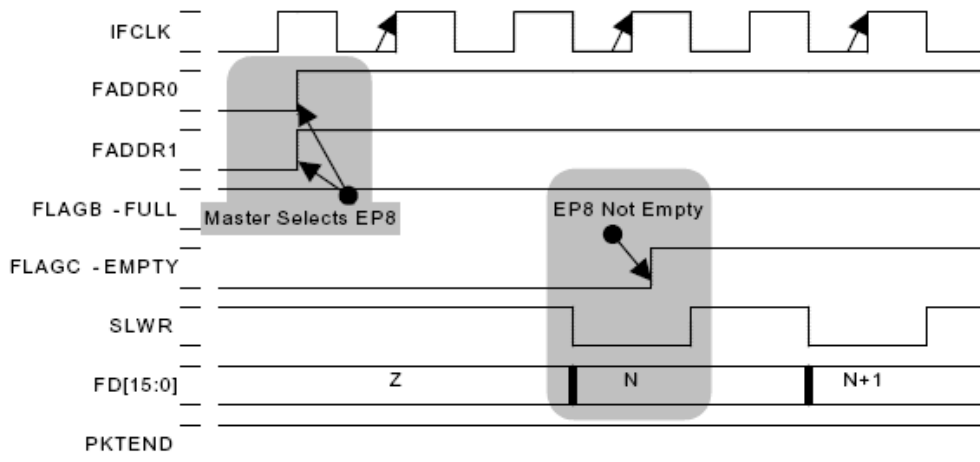 IFCLK
FADDR0
FADDR1
FLAGB - FULL
Master Selects EP8
EP8 Not Empty
FLAGC - EMPTY
SLWR
FD[15:0]
Z
N
N+1
PKTEND